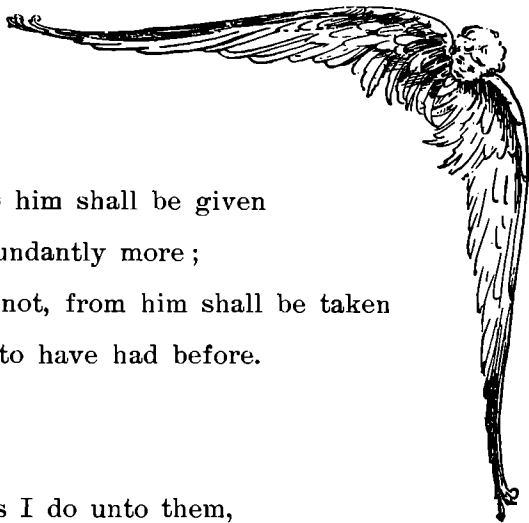 him shall be given
undantly more ;
not, from him shall be taken
to have had before.
s I do unto them,